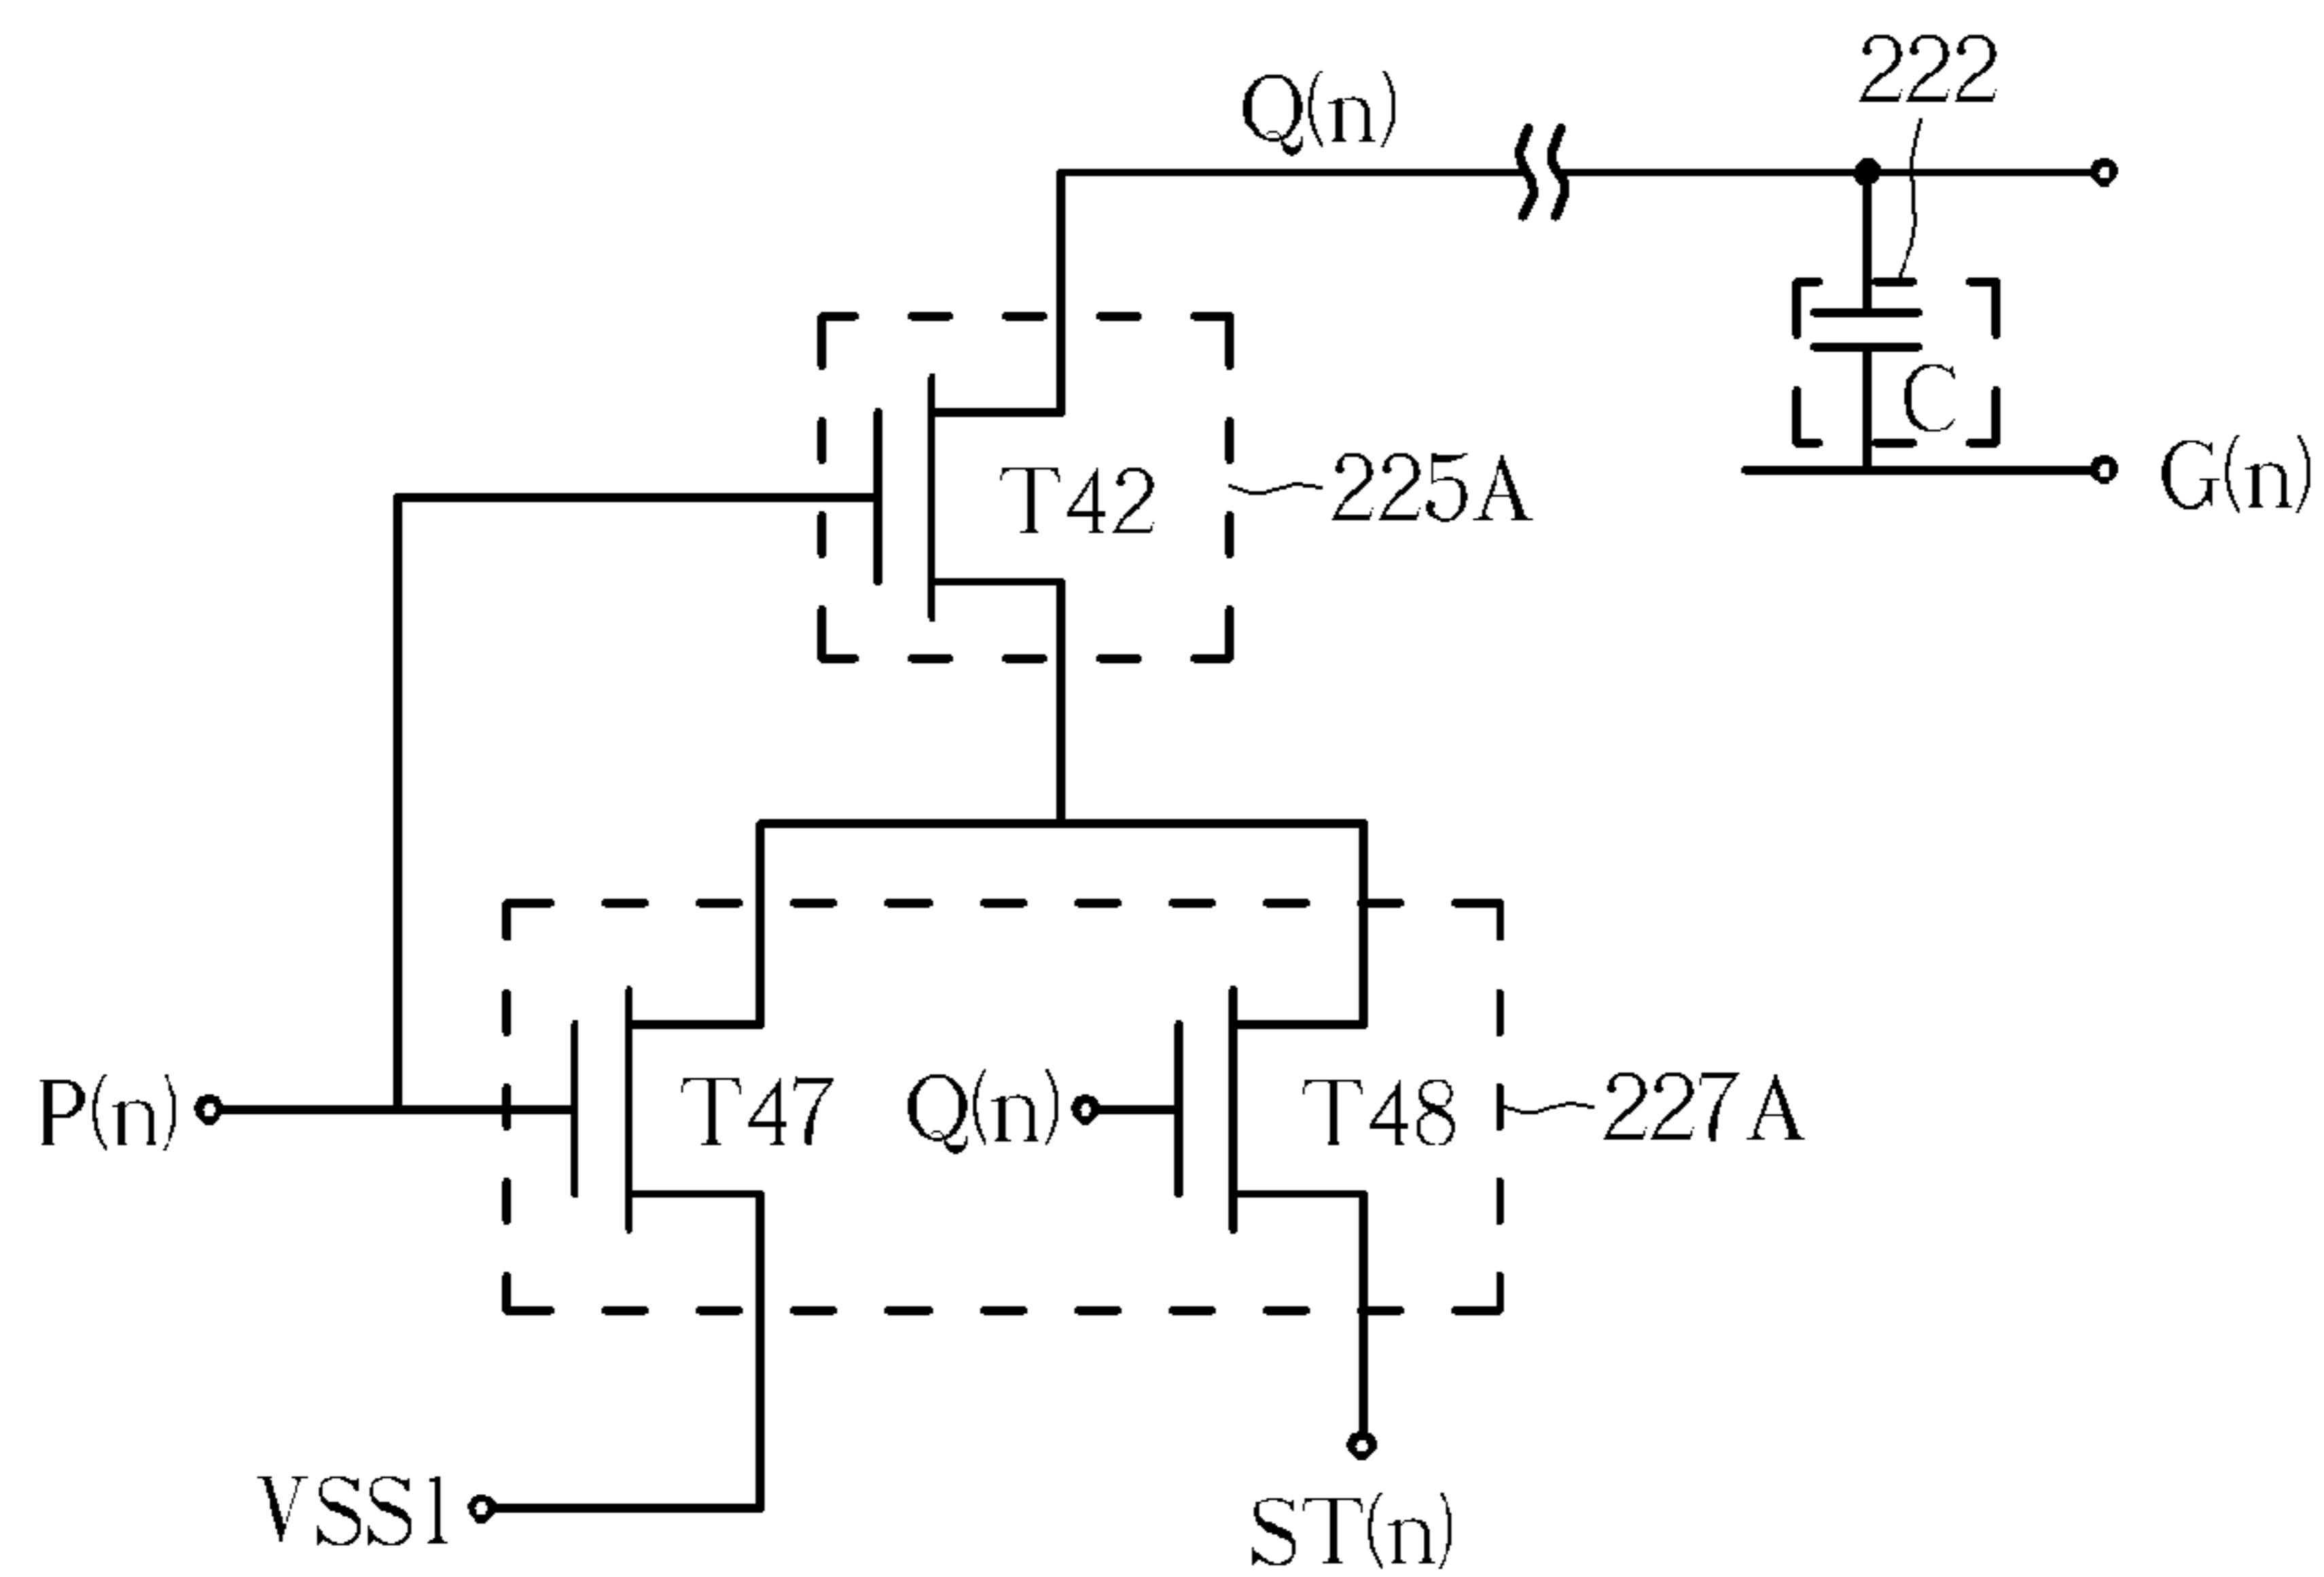 222
Q(n)
C
G(n)
T42
225A
P(n)
T47
Q(n)
T48
227A
VSS1
ST(n)